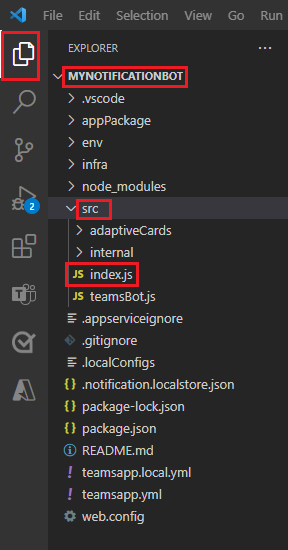 File Edit Selection View Go Run
EXPLORER ...
MYNOTIFICATIONBOT
.vscode
appPackage
env
infra
node_modules
src
adaptiveCards
internal
JS index.js
JS teamsBot.js
.appserviceignore
.gitignore
.localConfigs
{} .notification.localstore.json
{} package-lock.json
{} package.json
README.md
! teamsapp.local.yml
! teamsapp.yml
web.config
2